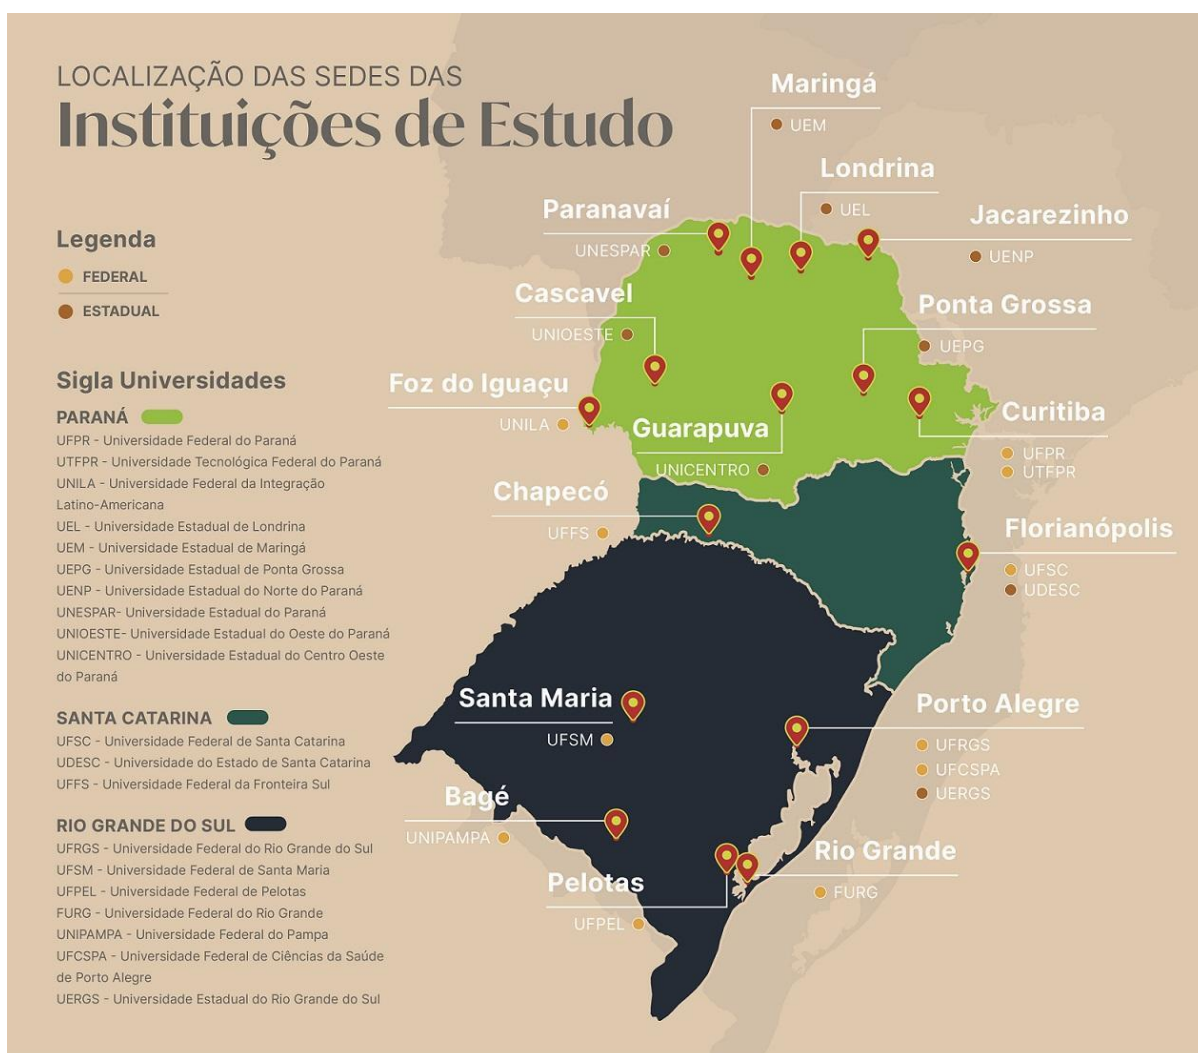 LOCALIZAÇÃO DAS SEDES DAS
Instituições de Estudo
Legenda
FEDERAL
ESTADUAL
Sigla Universidades
PARANÁ
UFPR - Universidade Federal do Paraná
UTFPR - Universidade Tecnológica Federal do Paraná
UNILA - Universidade Federal da Integração
Latino-Americana
UEL - Universidade Estadual de Londrina
UEM - Universidade Estadual de Maringá
UEPG - Universidade Estadual de Ponta Grossa
UENP - Universidade Estadual do Norte do Paraná
UNESPAR- Universidade Estadual do Paraná
UNIOESTE- Universidade Estadual do Oeste do Paraná
UNICENTRO - Universidade Estadual do Centro Oeste
do Paraná
SANTA CATARINA
UFSC - Universidade Federal de Santa Catarina
UDESC - Universidade do Estado de Santa Catarina
UFFS - Universidade Federal da Fronteira Sul
RIO GRANDE DO SUL
UFRGS - Universidade Federal do Rio Grande do Sul
UFSM - Universidade Federal de Santa Maria
UFPEL - Universidade Federal de Pelotas
FURG - Universidade Federal do Rio Grande
UNIPAMPA - Universidade Federal do Pampa
UFCSPA - Universidade Federal de Ciências da Saúde
de Porto Alegre
UERGS - Universidade Estadual do Rio Grande do Sul
Maringá
UEM
Londrina
UEL
Paranavaí
UNESPAR
Jacarezinho
UENP
Cascavel
UNIOESTE
Ponta Grossa
UEPG
Foz do Iguaçu
UNILA
Guarapuva
UNICENTRO
Curitiba
UFPR
UTFPR
Chapecó
UFFS
Florianópolis
UFSC
UDESC
Santa Maria
UFSM
Porto Alegre
UFRGS
UFCSPA
UERGS
Bagé
UNIPAMPA
Rio Grande
FURG
Pelotas
UFPEL